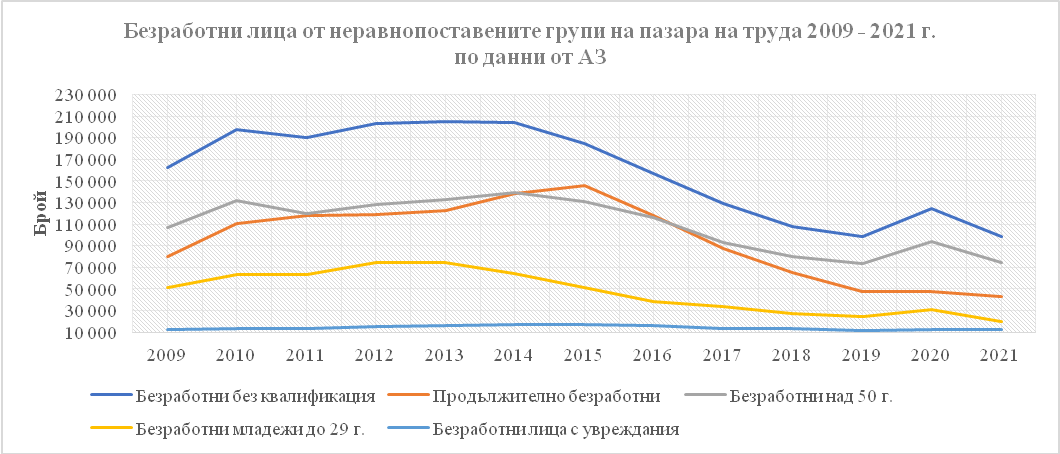 Безработни лица от неравнопоставените групи на пазара на труда 2009 - 2021 г.
по данни от АЗ
Брой
230 000
210 000
190 000
170 000
150 000
130 000
110 000
90 000
70 000
50 000
30 000
10 000
2009 2010 2011 2012 2013 2014 2015 2016 2017 2018 2019 2020 2021
Безработни без квалификация Продължително безработни Безработни над 50 г.
Безработни младежи до 29 г. Безработни лица с увреждания